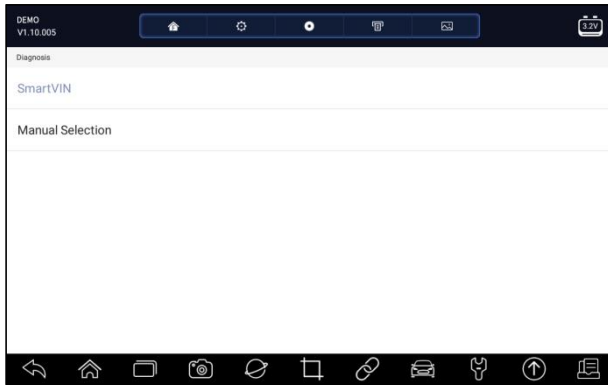 DEMO
V1.10.005
3.2V
Diagnosis
SmartVIN
Manual Selection